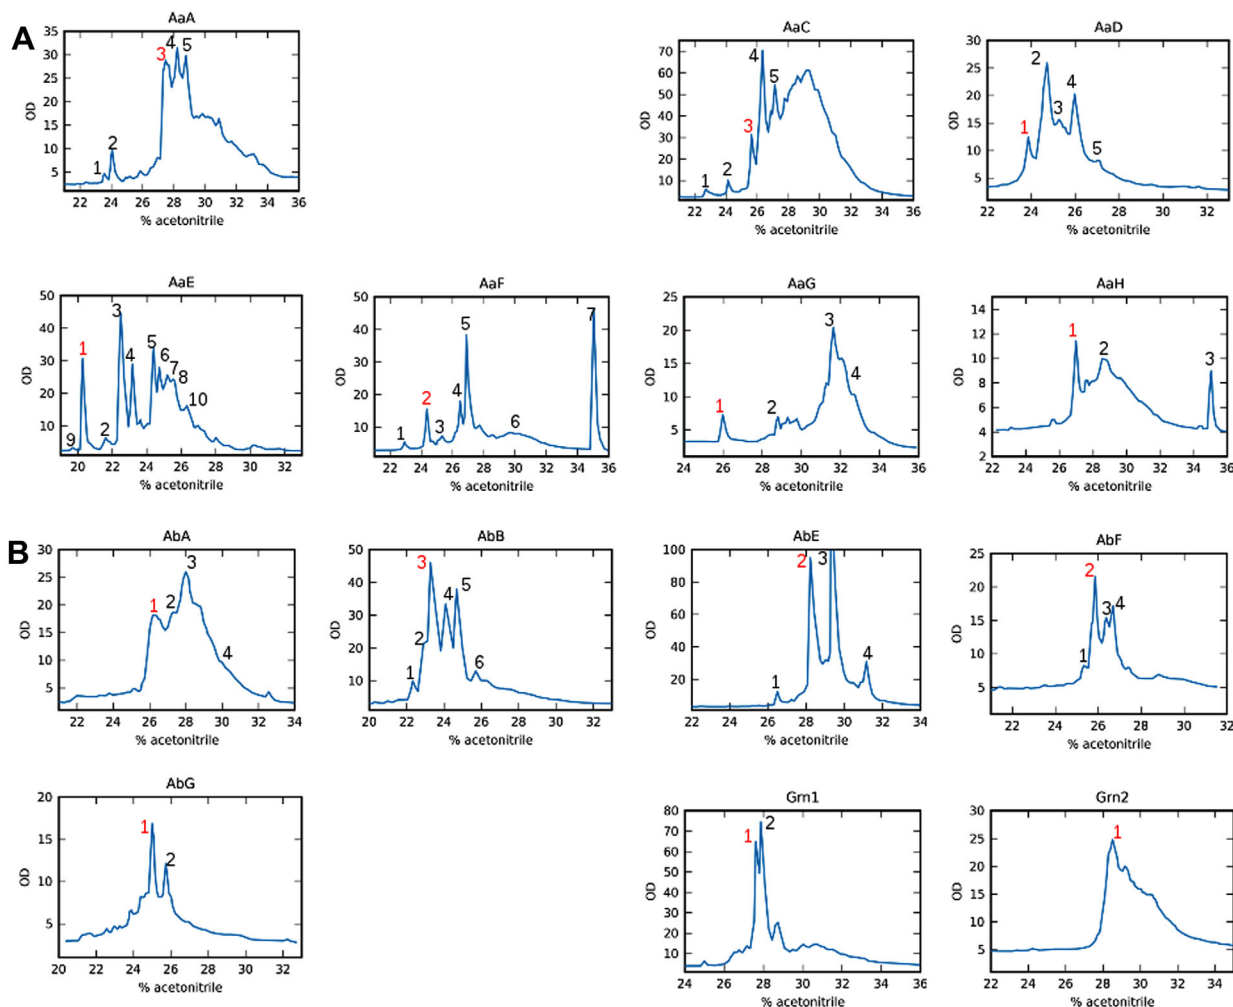 A
AaA
35
30
25
20
15
10
5
OD
1
2
3
4
5
22 24 26 28 30 32 34 36
% acetonitrile
AaC
70
60
50
40
30
20
10
OD
1
2
3
4
5
22 24 26 28 30 32 34 36
% acetonitrile
AaD
30
25
20
15
10
5
OD
1
2
3
4
5
22 24 26 28 30 32
% acetonitrile
AaE
50
40
30
20
10
OD
9
1
2
3
4
5
6
7
8
10
20 22 24 26 28 30 32
% acetonitrile
AaF
50
40
30
20
10
OD
1
2
3
4
5
6
7
22 24 26 28 30 32 34 36
% acetonitrile
AaG
25
20
15
10
5
OD
1
2
3
4
24 26 28 30 32 34 36
% acetonitrile
AaH
14
12
10
8
6
4
2
OD
1
2
3
22 24 26 28 30 32 34 36
% acetonitrile
B
AbA
30
25
20
15
10
5
OD
1
2
3
4
22 24 26 28 30 32 34
% acetonitrile
AbB
50
40
30
20
10
OD
1
2
3
4
5
6
20 22 24 26 28 30 32
% acetonitrile
AbE
100
80
60
40
20
OD
1
2
3
4
22 24 26 28 30 32 34
% acetonitrile
AbF
25
20
15
10
5
OD
1
2
3
4
22 24 26 28 30 32
% acetonitrile
AbG
20
15
10
5
OD
1
2
20 22 24 26 28 30 32
% acetonitrile
Grn1
80
70
60
50
40
30
20
10
OD
1
2
24 26 28 30 32 34 36
% acetonitrile
Grn2
30
25
20
15
10
5
OD
1
22 24 26 28 30 32 34
% acetonitrile